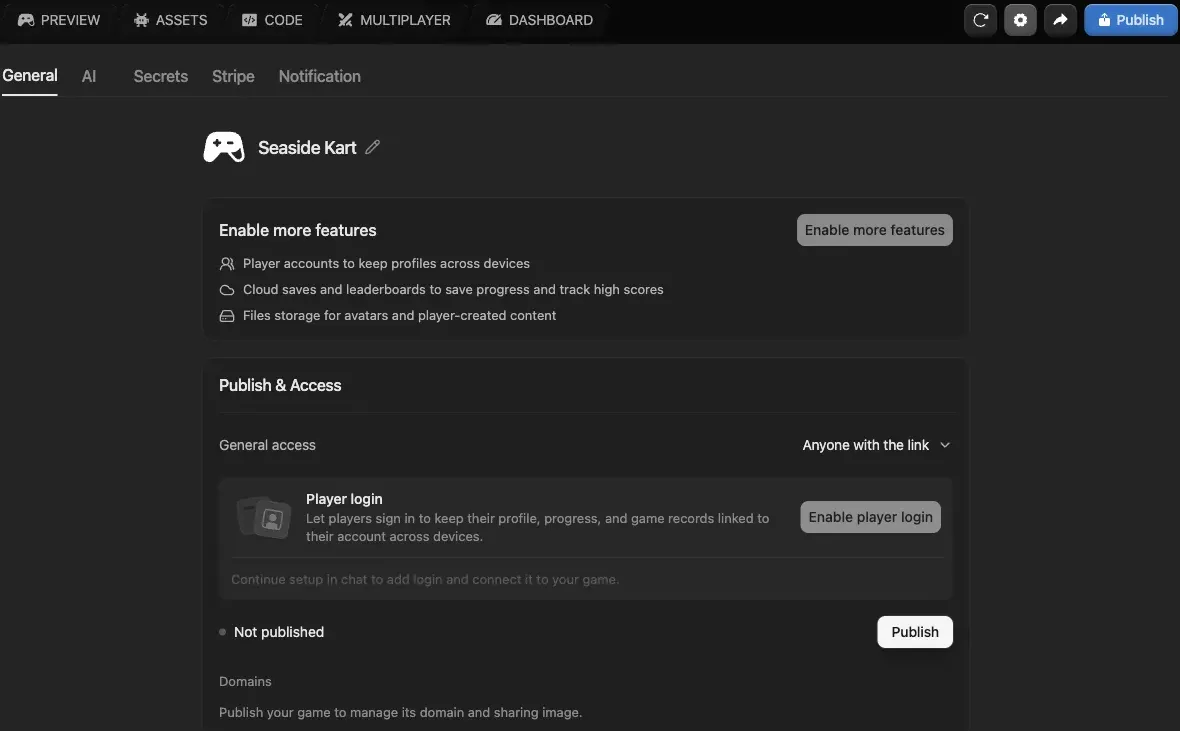 PREVIEW ASSETS CODE MULTIPLAYER DASHBOARD Publish
General AI Secrets Stripe Notification
Seaside Kart
Enable more features Enable more features
Player accounts to keep profiles across devices
Cloud saves and leaderboards to save progress and track high scores
Files storage for avatars and player-created content
Publish & Access
General access Anyone with the link
Player login
Let players sign in to keep their profile, progress, and game records linked to
their account across devices.
Enable player login
Continue setup in chat to add login and connect it to your game.
Not published Publish
Domains
Publish your game to manage its domain and sharing image.